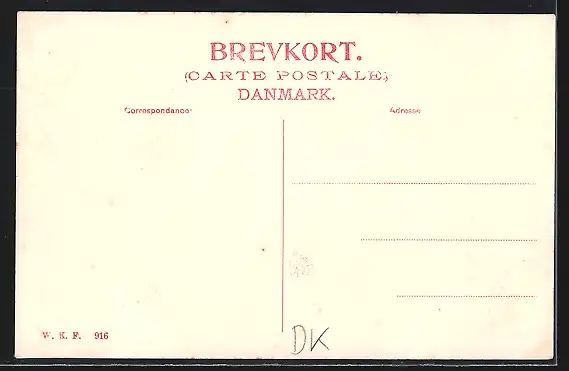 BREVKORT.
(CARTE POSTALE)
DANMARK.
Correspondance Adresse
W. K. F. 916
DK